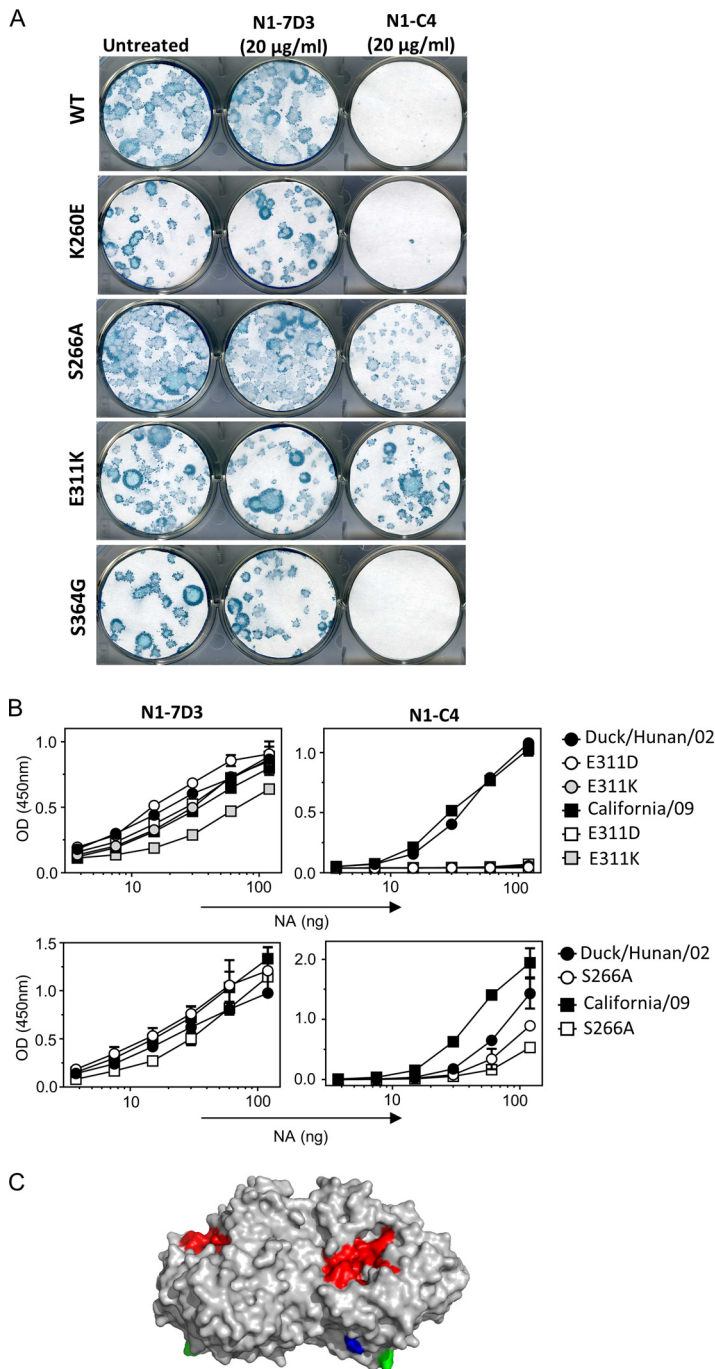 A
Untreated
N1-7D3
(20 µg/ml)
N1-C4
(20 µg/ml)
WT
K260E
S266A
E311K
S364G
B
N1-7D3
N1-C4
OD (450nm)
1.0
0.5
0.0
10
100
1.0
0.5
0.0
10
100
NA (ng)
Duck/Hunan/02
E311D
E311K
California/09
E311D
E311K
OD (450nm)
1.5
1.0
0.5
0.0
10
100
2.0
1.0
0.0
10
100
NA (ng)
Duck/Hunan/02
S266A
California/09
S266A
C